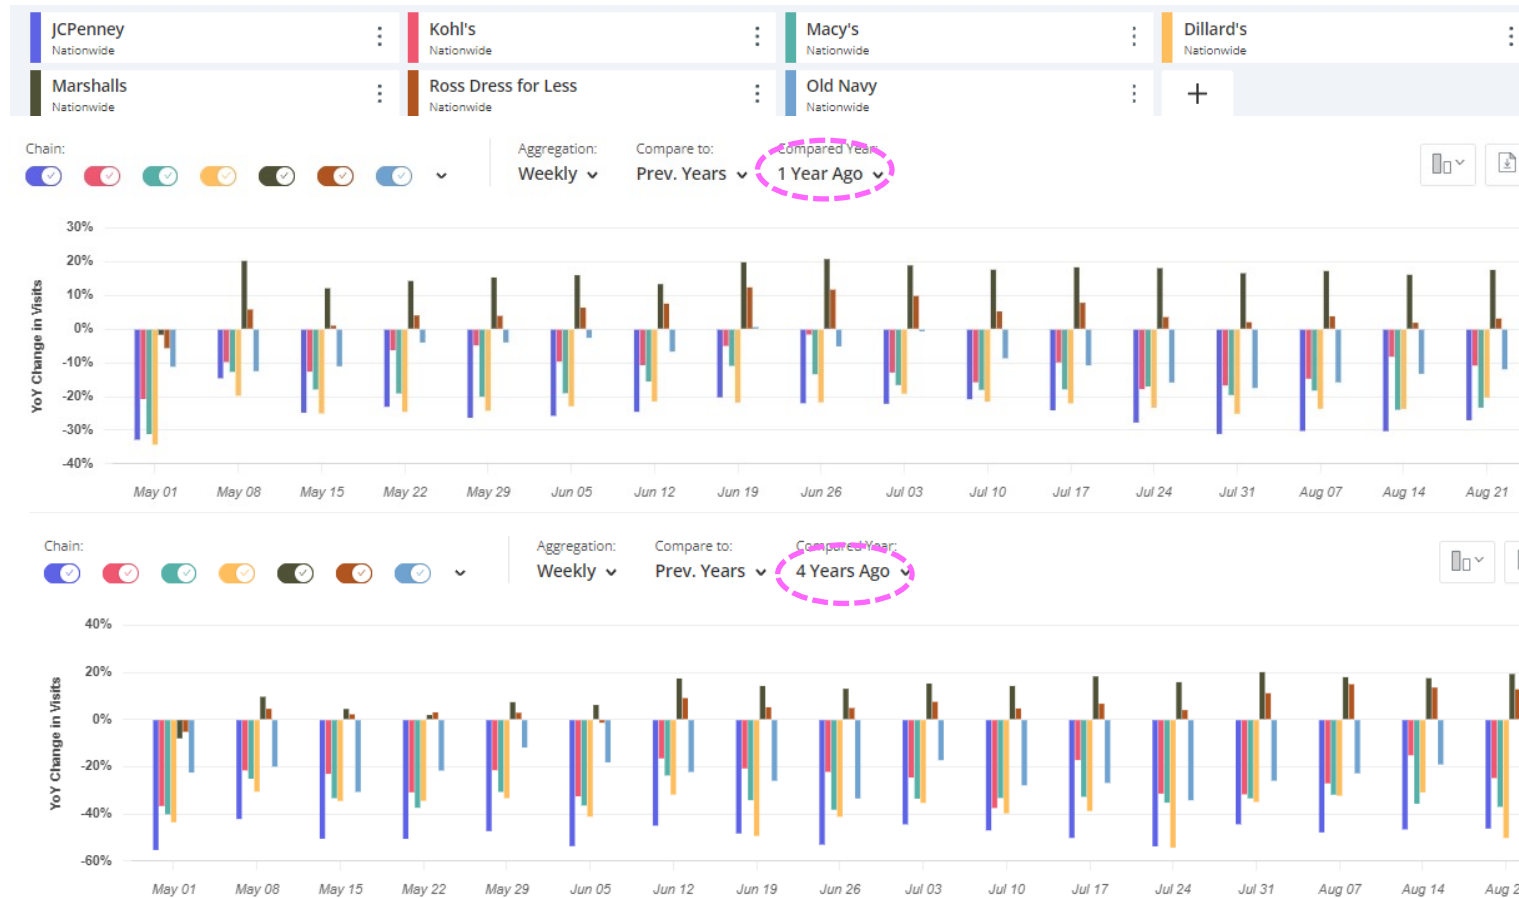 JCPenney Kohl's Macy's Dillard's
Nationwide Nationwide Nationwide Nationwide
Marshalls Ross Dress for Less Old Navy
Nationwide Nationwide Nationwide
Chain: Aggregation: Compare to: Compared Year:
Weekly Prev. Years 1 Year Ago
30%
20%
10%
0%
-10%
-20%
-30%
-40%
YoY Change in Visits
May 01 May 08 May 15 May 22 May 29 Jun 05 Jun 12 Jun 19 Jun 26 Jul 03 Jul 10 Jul 17 Jul 24 Jul 31 Aug 07 Aug 14 Aug 21
Chain: Aggregation: Compare to: Compared Year:
Weekly Prev. Years 4 Years Ago
40%
20%
0%
-20%
-40%
-60%
YoY Change in Visits
May 01 May 08 May 15 May 22 May 29 Jun 05 Jun 12 Jun 19 Jun 26 Jul 03 Jul 10 Jul 17 Jul 24 Jul 31 Aug 07 Aug 14 Aug 2